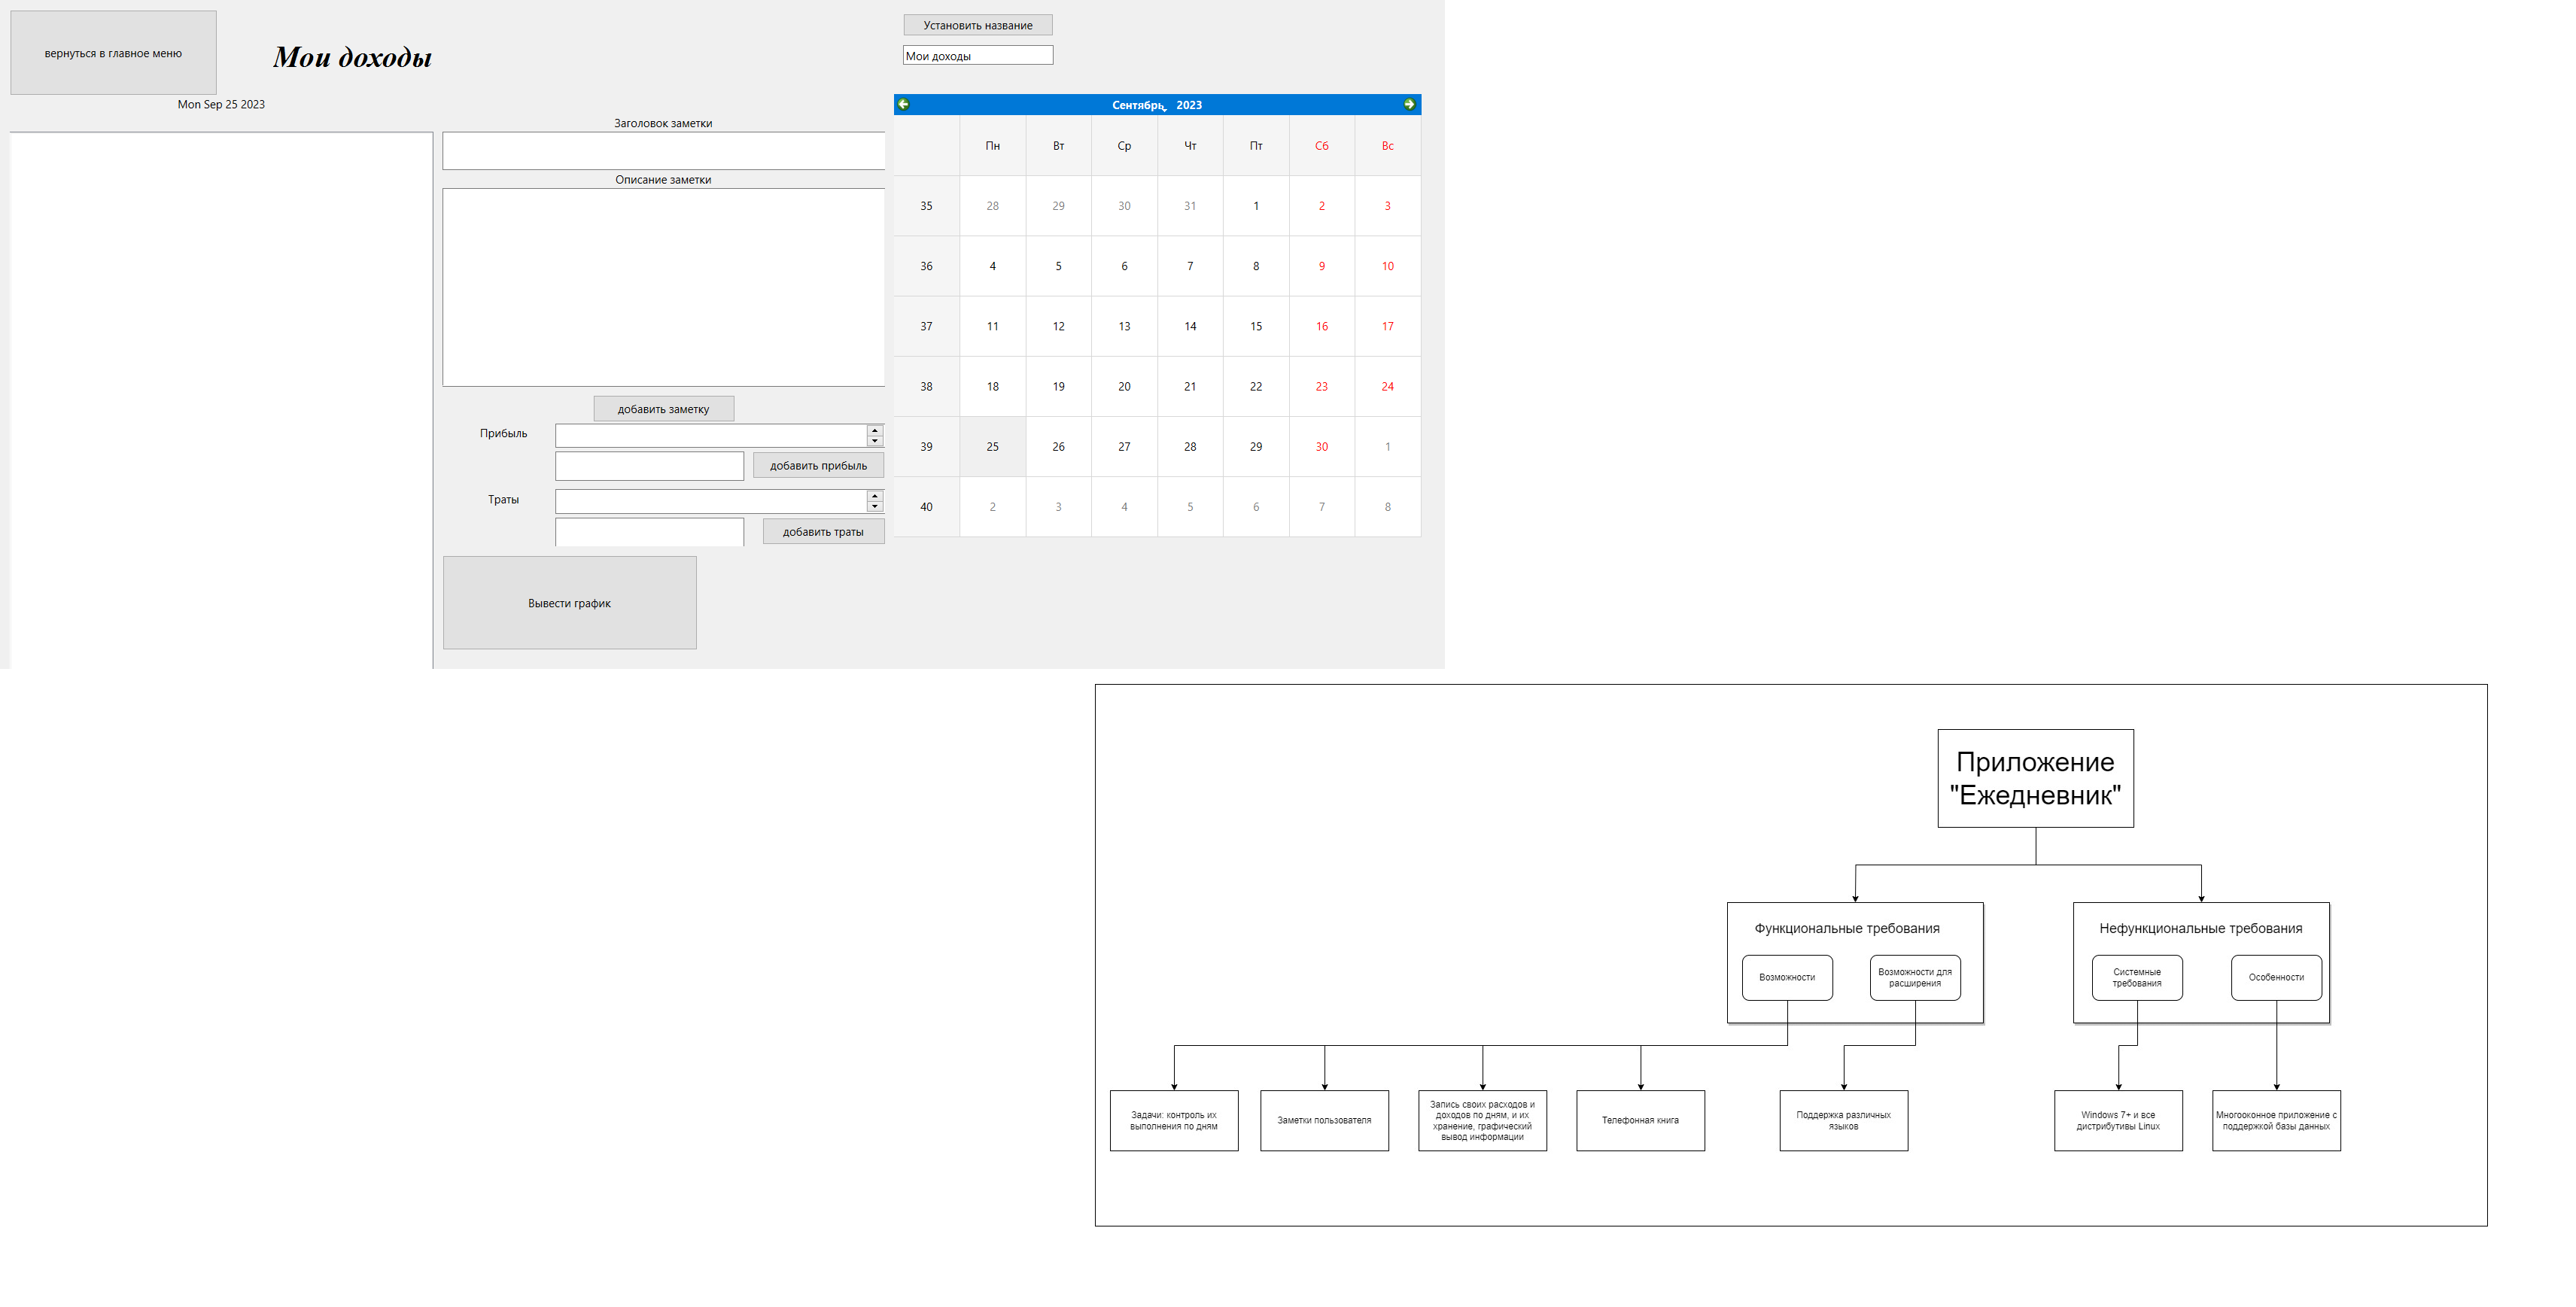 вернуться в главное меню
Мои доходы
Установить название
Мои доходы
Mon Sep 25 2023
Заголовок заметки
Описание заметки
добавить заметку
Прибыль
добавить прибыль
Траты
добавить траты
Вывести график
Сентябрь 2023
Пн Вт Ср Чт Пт Сб Вс
35 28 29 30 31 1 2 3
36 4 5 6 7 8 9 10
37 11 12 13 14 15 16 17
38 18 19 20 21 22 23 24
39 25 26 27 28 29 30 1
40 2 3 4 5 6 7 8
Приложение
"Ежедневник"
Функциональные требования
Возможности
Возможности для
расширения
Нефункциональные требования
Системные
требования
Особенности
Задачи: контроль их
выполнения по дням
Заметки пользователя
Запись своих расходов и
доходов по дням, и их
хранение, графический
вывод информации
Телефонная книга
Поддержка различных
языков
Windows 7+ и все
дистрибутивы Linux
Многооконное приложение с
поддержкой базы данных